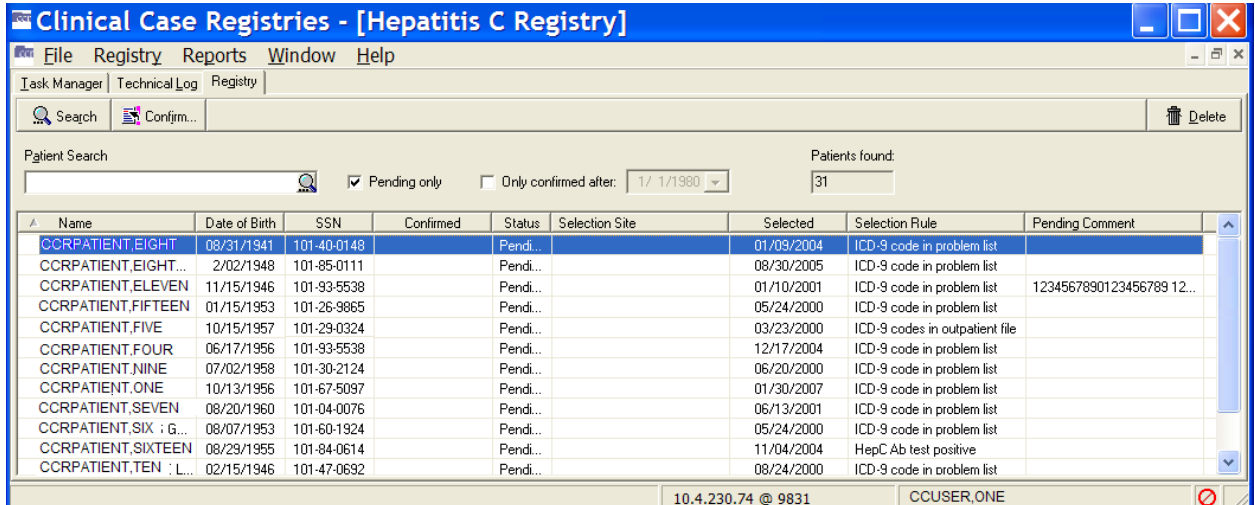 Clinical Case Registries - [Hepatitis C Registry]
File Registry Reports Window Help
Task Manager Technical Log Registry
Search Confirm... Delete
Patient Search Patients found:
Pending only Only confirmed after: 1/ 1/1980 31
Name Date of Birth SSN Confirmed Status Selection Site Selected Selection Rule Pending Comment
CCRPATIENT,EIGHT 08/31/1941 101-40-0148 Pendi... 01/09/2004 ICD-9 code in problem list
CCRPATIENT,EIGHT... 2/02/1948 101-85-0111 Pendi... 08/30/2005 ICD-9 code in problem list
CCRPATIENT,ELEVEN 11/15/1946 101-93-5538 Pendi... 01/10/2001 ICD-9 code in problem list 1234567890123456789 12...
CCRPATIENT,FIFTEEN 01/15/1953 101-26-9865 Pendi... 05/24/2000 ICD-9 code in problem list
CCRPATIENT,FIVE 10/15/1957 101-29-0324 Pendi... 03/23/2000 ICD-9 codes in outpatient file
CCRPATIENT,FOUR 06/17/1956 101-93-5538 Pendi... 12/17/2004 ICD-9 code in problem list
CCRPATIENT,NINE 07/02/1958 101-30-2124 Pendi... 06/20/2000 ICD-9 code in problem list
CCRPATIENT,ONE 10/13/1956 101-67-5097 Pendi... 01/30/2007 ICD-9 code in problem list
CCRPATIENT,SEVEN 08/20/1960 101-04-0076 Pendi... 06/13/2001 ICD-9 code in problem list
CCRPATIENT,SIX G... 08/07/1953 101-60-1924 Pendi... 05/24/2000 ICD-9 code in problem list
CCRPATIENT,SIXTEEN 08/29/1955 101-84-0614 Pendi... 11/04/2004 HepC Ab test positive
CCRPATIENT,TEN L... 02/15/1946 101-47-0692 Pendi... 08/24/2000 ICD-9 code in problem list
10.4.230.74 @ 9831 CCUSER,ONE